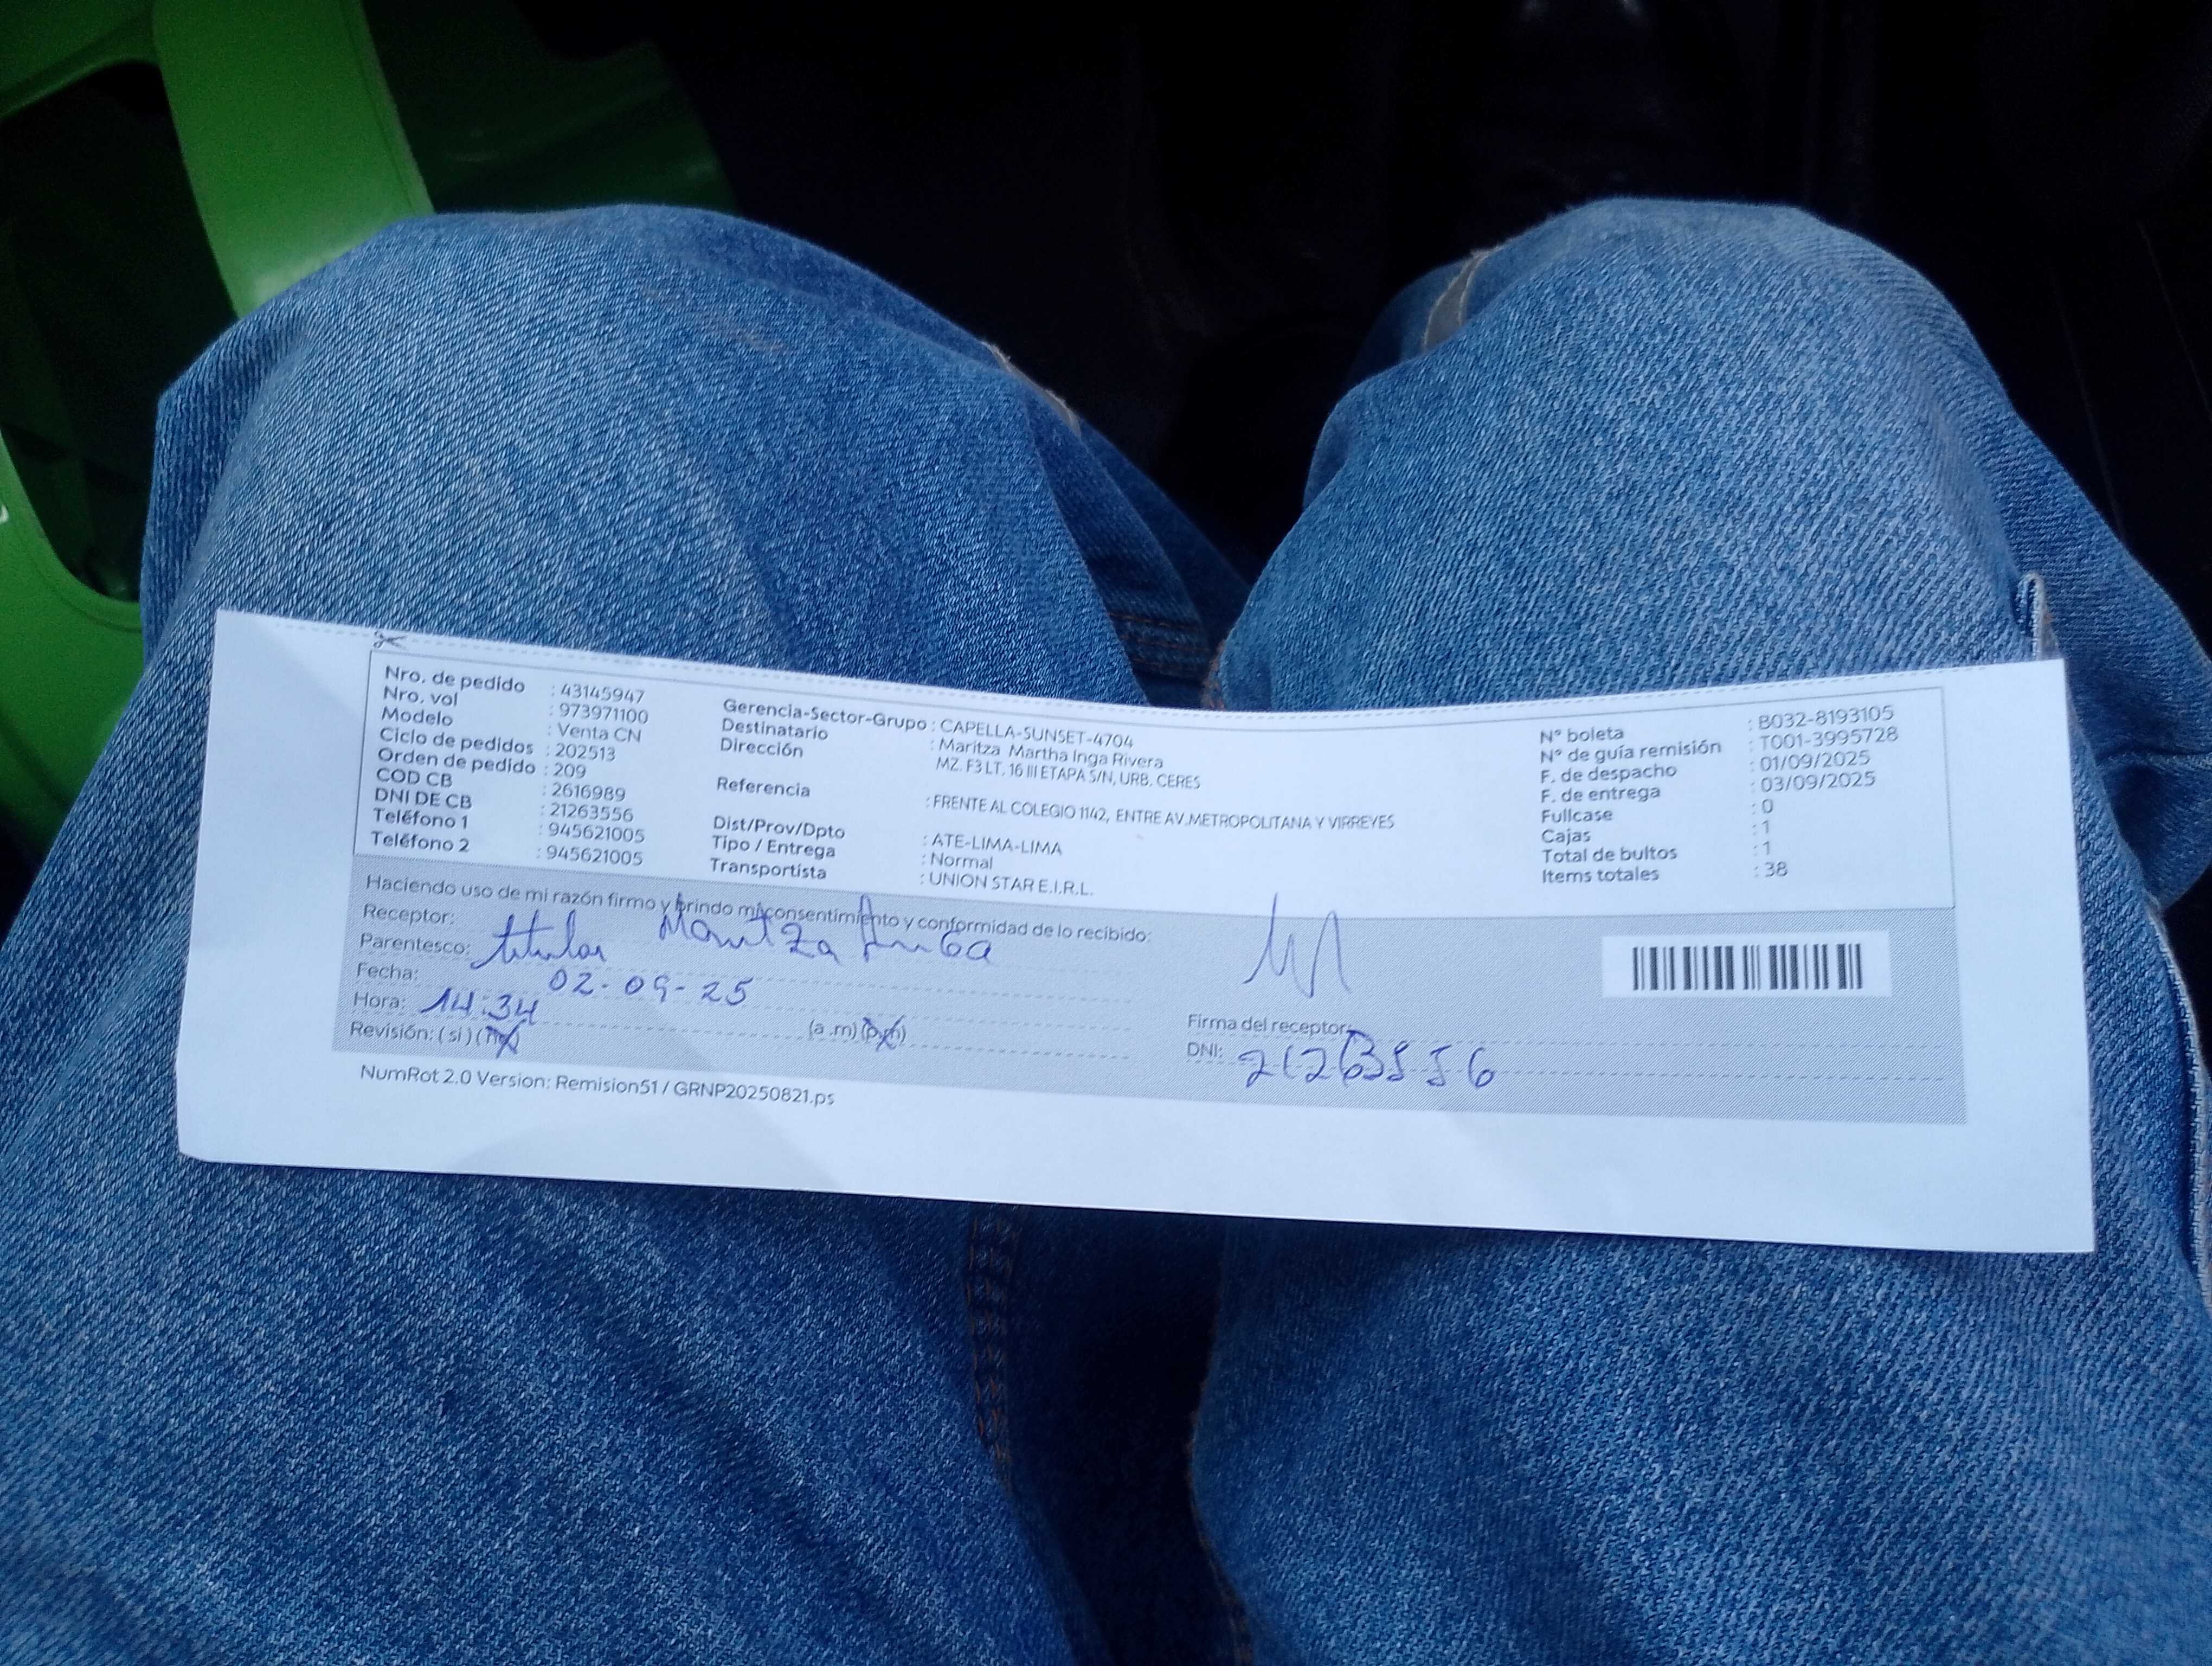 Nro. de pedido : 43145947
Nro. vol : 973971100
Modelo : Venta CN
Ciclo de pedidos : 202513
Orden de pedido : 209
COD CB : 2616989
DNI DE CB : 21263556
Teléfono 1 : 945621005
Teléfono 2 : 945621005
Gerencia-Sector-Grupo : CAPELLA-SUNSET-4704
Destinatario : Maritza Martha Inga Rivera
Dirección MZ. F3 LT. 16 III ETAPA S/N, URB. CERES
Referencia : FRENTE AL COLEGIO 1142, ENTRE AV.METROPOLITANA Y VIRREYES
Dist/Prov/Dpto : ATE-LIMA-LIMA
Tipo / Entrega : Normal
Transportista : UNION STAR E.I.R.L.
N° boleta : B032-8193105
N° de guía remisión : T001-3995728
F. de despacho : 01/09/2025
F. de entrega : 03/09/2025
Fullcase : 0
Cajas : 1
Total de bultos : 1
Items totales : 38
Haciendo uso de mi razón firmo y brindo mi consentimiento y conformidad de lo recibido:
Receptor: Maritza Inga
Parentesco: titular
Fecha: 02-09-25
Hora: 14:34 (a .m) (p.m)
Revisión: ( si ) ( no )
Firma del receptor:
DNI: 21263556
NumRot 2.0 Version: Remision51 / GRNP20250821.ps